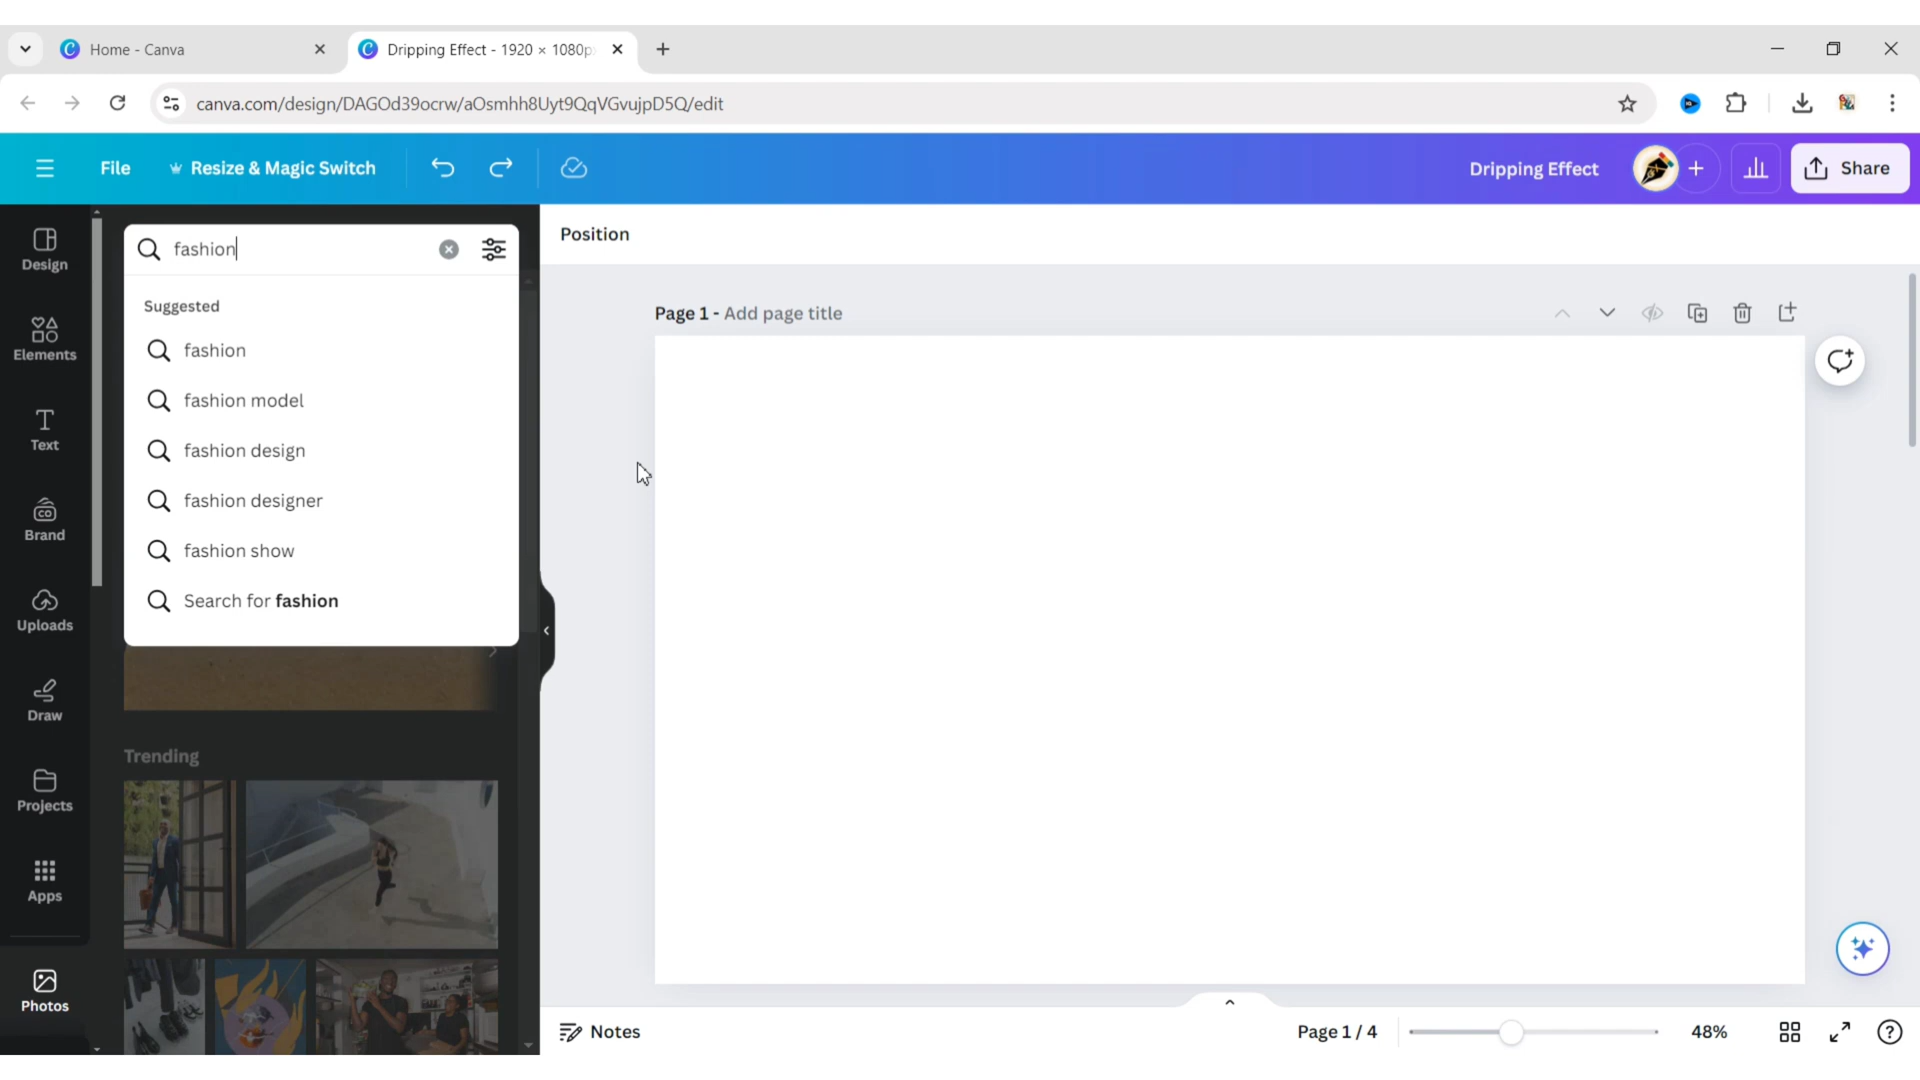 Home - Canva
Dripping Effect - 1920 × 1080p
canva.com/design/DAGOd39ocrw/aOsmhh8Uyt9QqVGvujpD5Q/edit
File
Resize & Magic Switch
Dripping Effect
Share
Design
Elements
Text
Brand
Uploads
Draw
Projects
Apps
Photos
fashion
Suggested
fashion
fashion model
fashion design
fashion designer
fashion show
Search for fashion
Trending
Position
Page 1 - Add page title
Notes
Page 1 / 4
48%